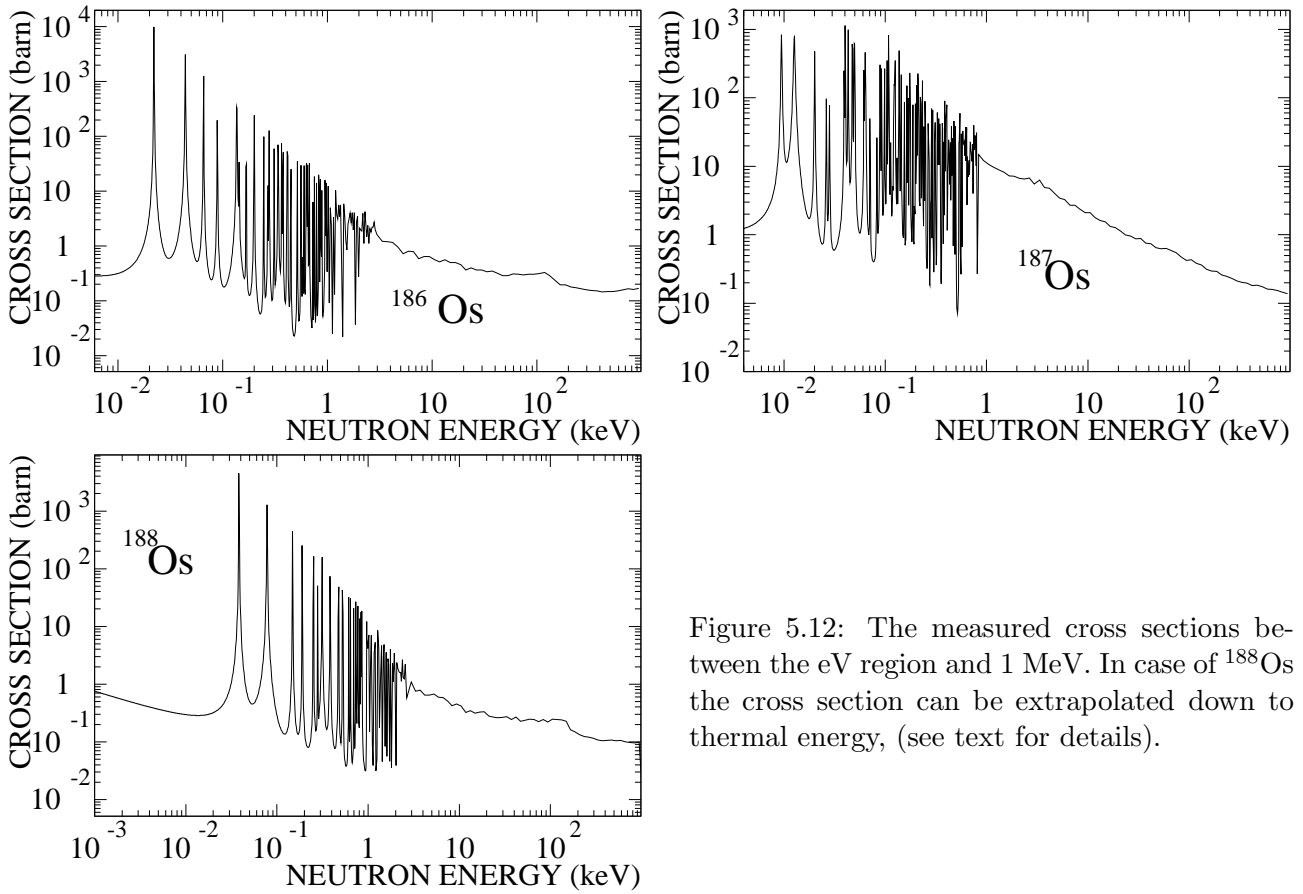 CROSS SECTION (barn)
10^4
10^3
10^2
10
1
10^-1
10^-2
^186Os
10^-2
10^-1
1
10
10^2
NEUTRON ENERGY (keV)
CROSS SECTION (barn)
10^3
10^2
10
1
10^-1
10^-2
^187Os
10^-2
10^-1
1
10
10^2
NEUTRON ENERGY (keV)
CROSS SECTION (barn)
10^3
10^2
10
1
10^-1
10^-2
^188Os
10^-3
10^-2
10^-1
1
10
10^2
NEUTRON ENERGY (keV)
Figure 5.12: The measured cross sections be-
tween the eV region and 1 MeV. In case of ^188Os
the cross section can be extrapolated down to
thermal energy, (see text for details).